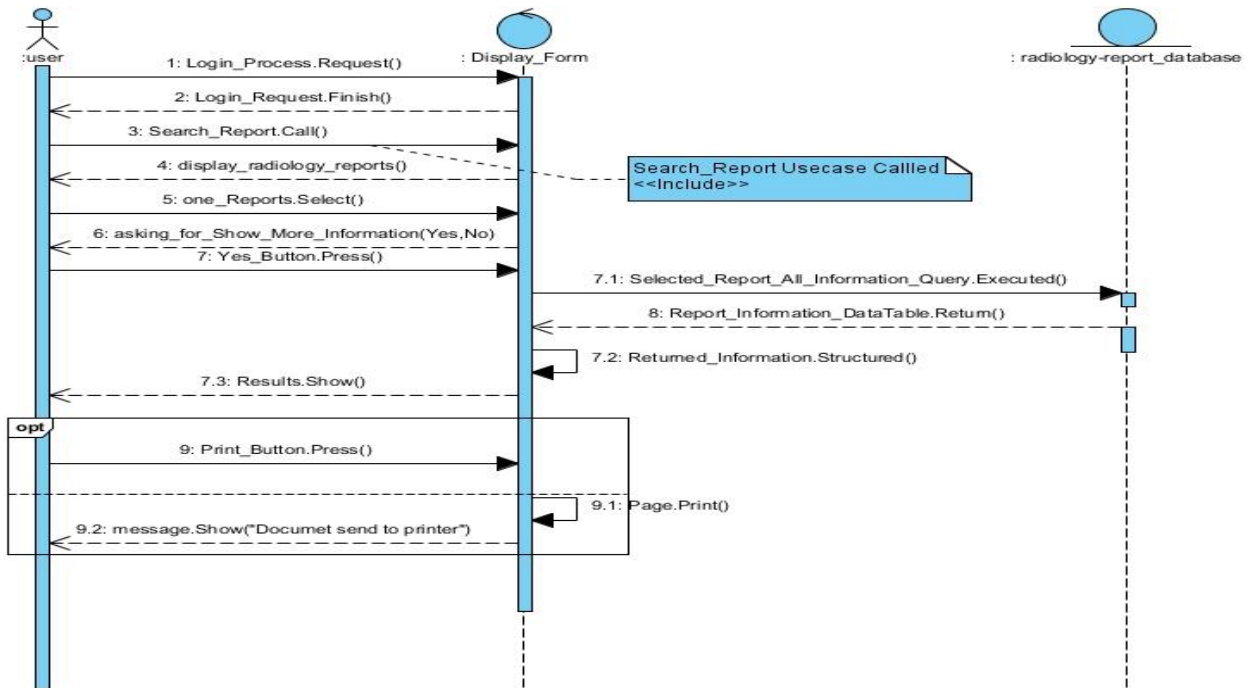 :user
: Display_Form
: radiology-report_database
1: Login_Process.Request()
2: Login_Request.Finish()
3: Search_Report.Call()
4: display_radiology_reports()
Search_Report Usecase Callled
<<Include>>
5: one_Reports.Select()
6: asking_for_Show_More_Information(Yes,No)
7: Yes_Button.Press()
7.1: Selected_Report_All_Information_Query.Executed()
8: Report_Information_DataTable.Return()
7.2: Returned_Information.Structured()
7.3: Results.Show()
opt
9: Print_Button.Press()
9.1: Page.Print()
9.2: message.Show("Documet send to printer")